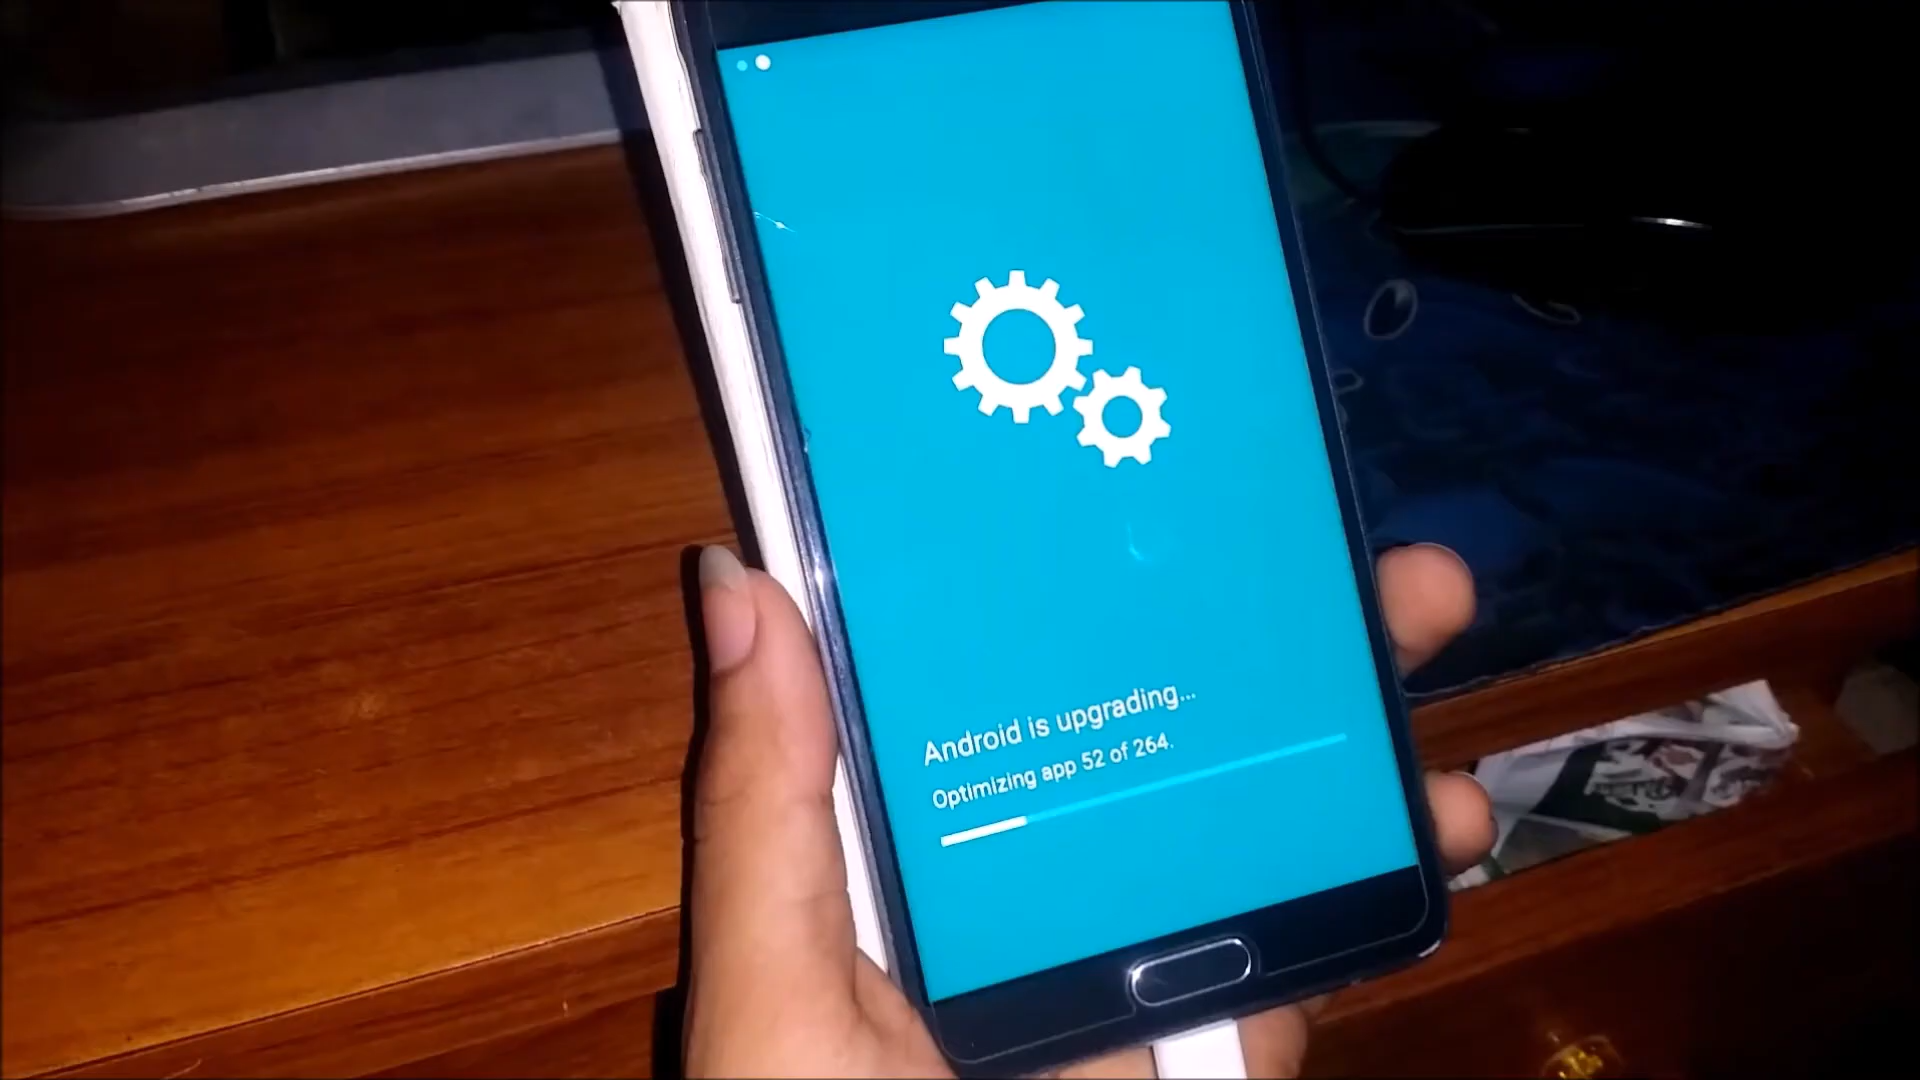 Android is upgrading...
Optimizing app 52 of 264.